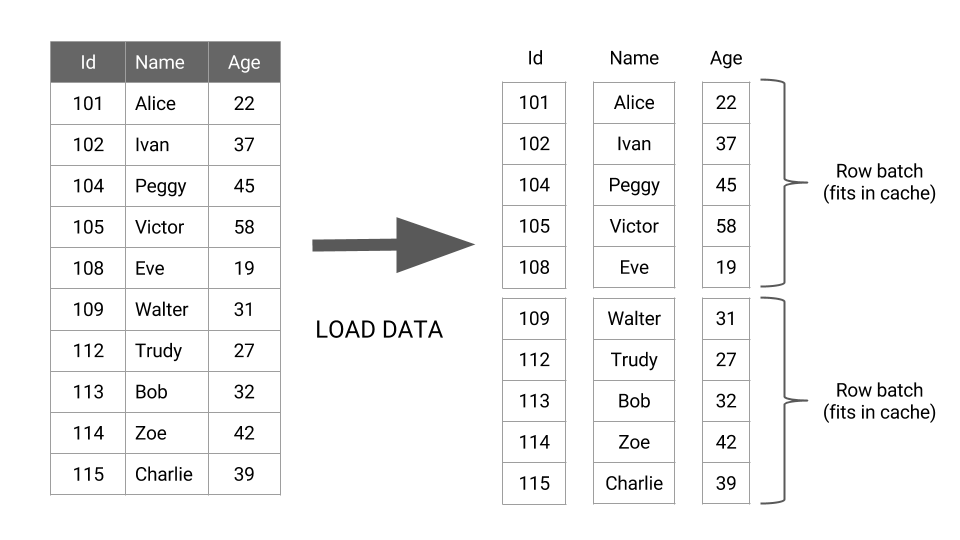 Id Name Age
101 Alice 22
102 Ivan 37
104 Peggy 45
105 Victor 58
108 Eve 19
109 Walter 31
112 Trudy 27
113 Bob 32
114 Zoe 42
115 Charlie 39
LOAD DATA
Id Name Age
101 Alice 22
102 Ivan 37
104 Peggy 45
105 Victor 58
108 Eve 19
Row batch
(fits in cache)
109 Walter 31
112 Trudy 27
113 Bob 32
114 Zoe 42
115 Charlie 39
Row batch
(fits in cache)